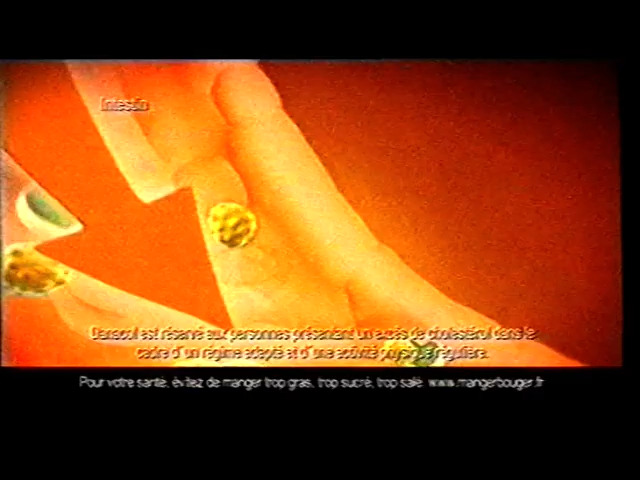 Intestin
Danacol est réservé aux personnes présentant un excès de cholestérol dans le
cadre d'un régime adapté et d'une activité physique régulière.
Pour votre santé, évitez de manger trop gras, trop sucré, trop salé. www.mangerbouger.fr